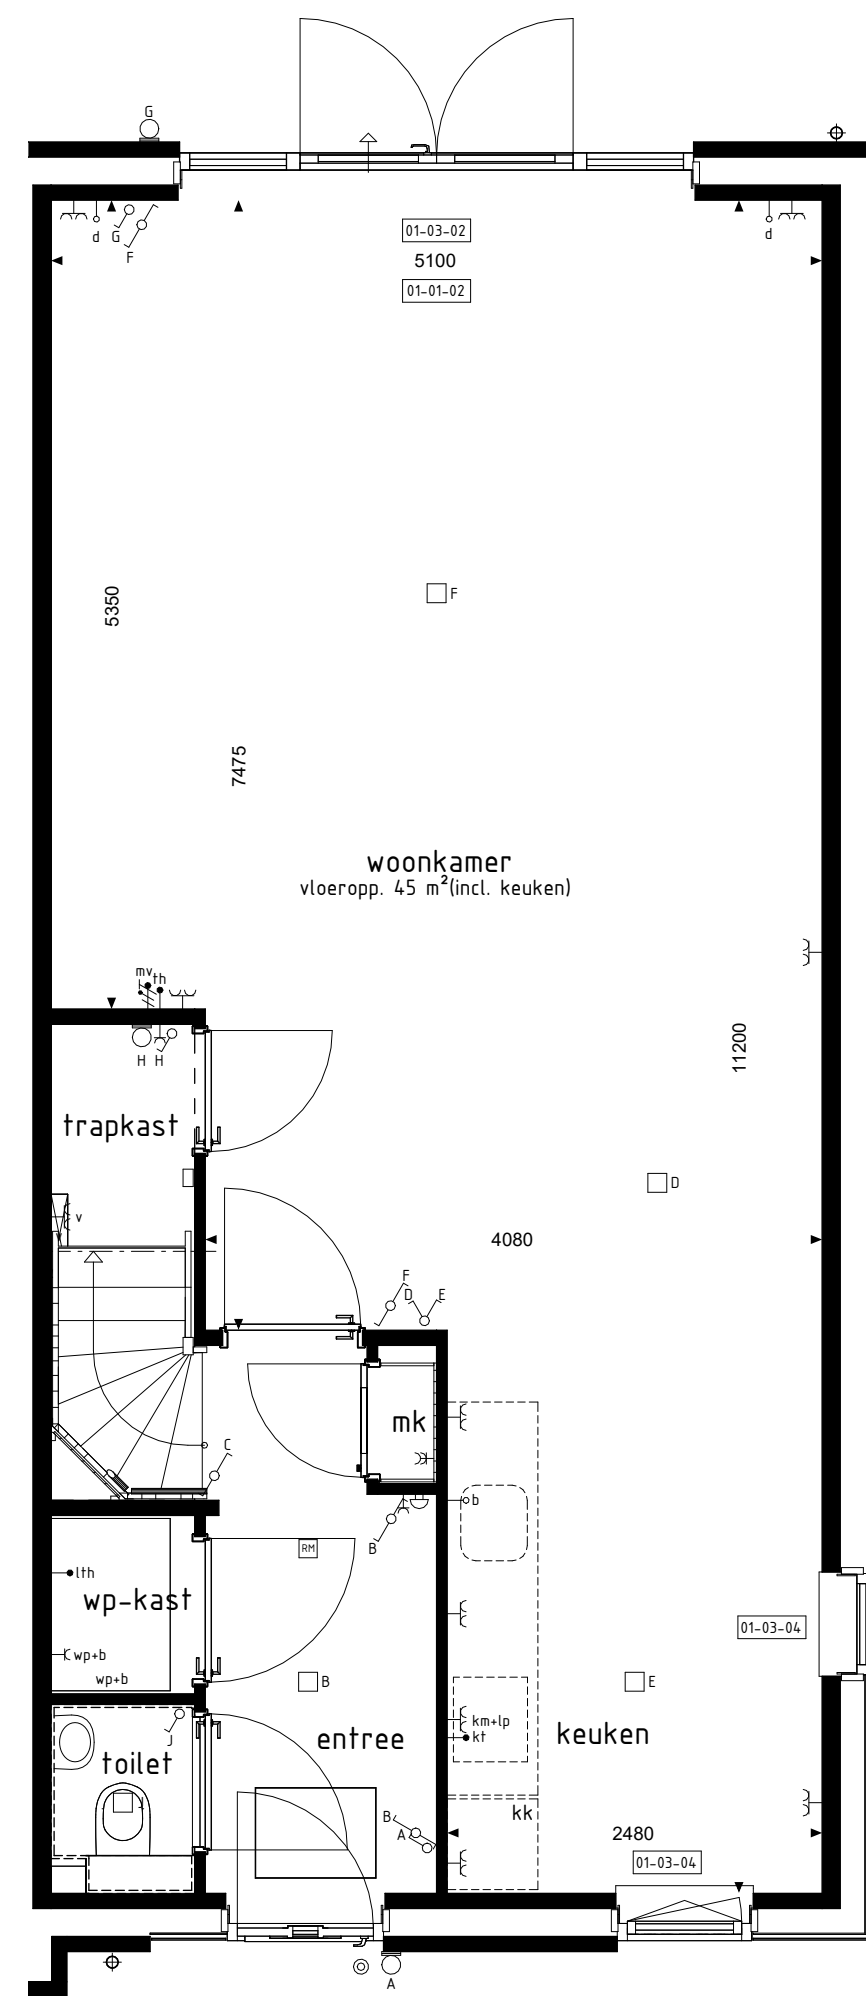 G
d
G
F
d
01-03-02
5100
01-01-02
5350
F
7475
woonkamer
vloeropp. 45 m²(incl. keuken)
mv
th
H
H
11200
trapkast
D
v
4080
F
D
E
mk
C
b
B
RM
lth
wp-kast
wp+b
wp+b
01-03-04
B
E
km+lp
kt
J
toilet
entree
keuken
kk
B
A
2480
01-03-04
A